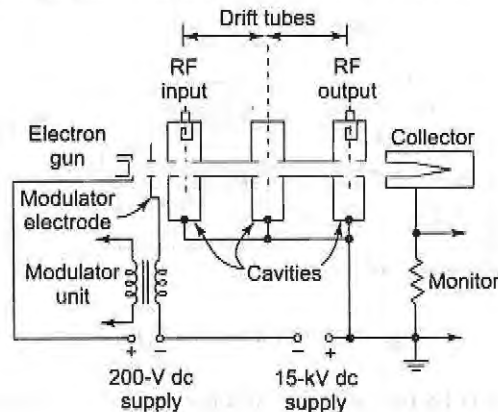 Drift tubes
RF
input
RF
output
Electron
gun
Collector
Modulator
electrode
Modulator
unit
Cavities
Monitor
+ − − +
200-V dc
supply
15-kV dc
supply